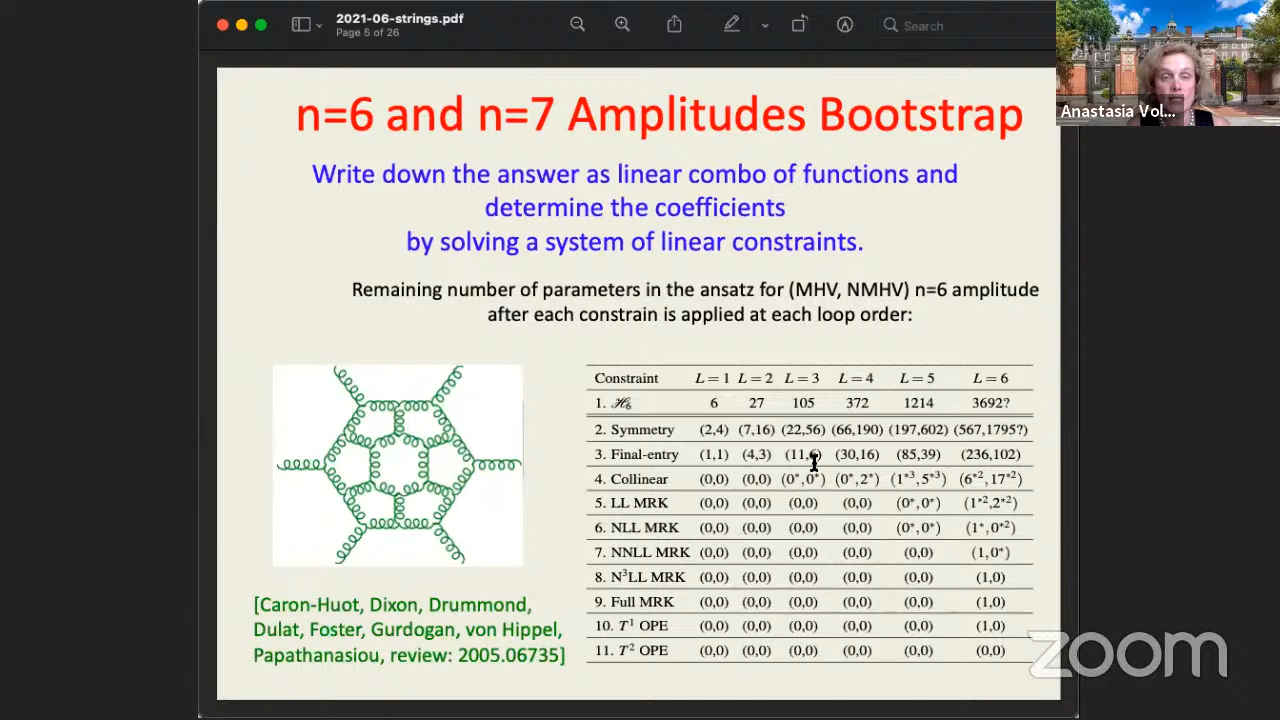 2021-06-strings.pdf
Page 5 of 26
Search
Anastasia Vol...
n=6 and n=7 Amplitudes Bootstrap
Write down the answer as linear combo of functions and
determine the coefficients
by solving a system of linear constraints.
Remaining number of parameters in the ansatz for (MHV, NMHV) n=6 amplitude
after each constrain is applied at each loop order:
Constraint L = 1 L = 2 L = 3 L = 4 L = 5 L = 6
1. ℋ₆ 6 27 105 372 1214 3692?
2. Symmetry (2,4) (7,16) (22,56) (66,190) (197,602) (567,1795?)
3. Final-entry (1,1) (4,3) (11, (30,16) (85,39) (236,102)
4. Collinear (0,0) (0,0) (0*,0*) (0*,2*) (1*³,5*³) (6*²,17*²)
5. LL MRK (0,0) (0,0) (0,0) (0,0) (0*,0*) (1*²,2*²)
6. NLL MRK (0,0) (0,0) (0,0) (0,0) (0*,0*) (1*,0*²)
7. NNLL MRK (0,0) (0,0) (0,0) (0,0) (0,0) (1,0*)
8. N³LL MRK (0,0) (0,0) (0,0) (0,0) (0,0) (1,0)
9. Full MRK (0,0) (0,0) (0,0) (0,0) (0,0) (1,0)
10. T¹ OPE (0,0) (0,0) (0,0) (0,0) (0,0) (1,0)
11. T² OPE (0,0) (0,0) (0,0) (0,0) (0,0) (0,0)
[Caron-Huot, Dixon, Drummond,
Dulat, Foster, Gurdogan, von Hippel,
Papathanasiou, review: 2005.06735]
zoom